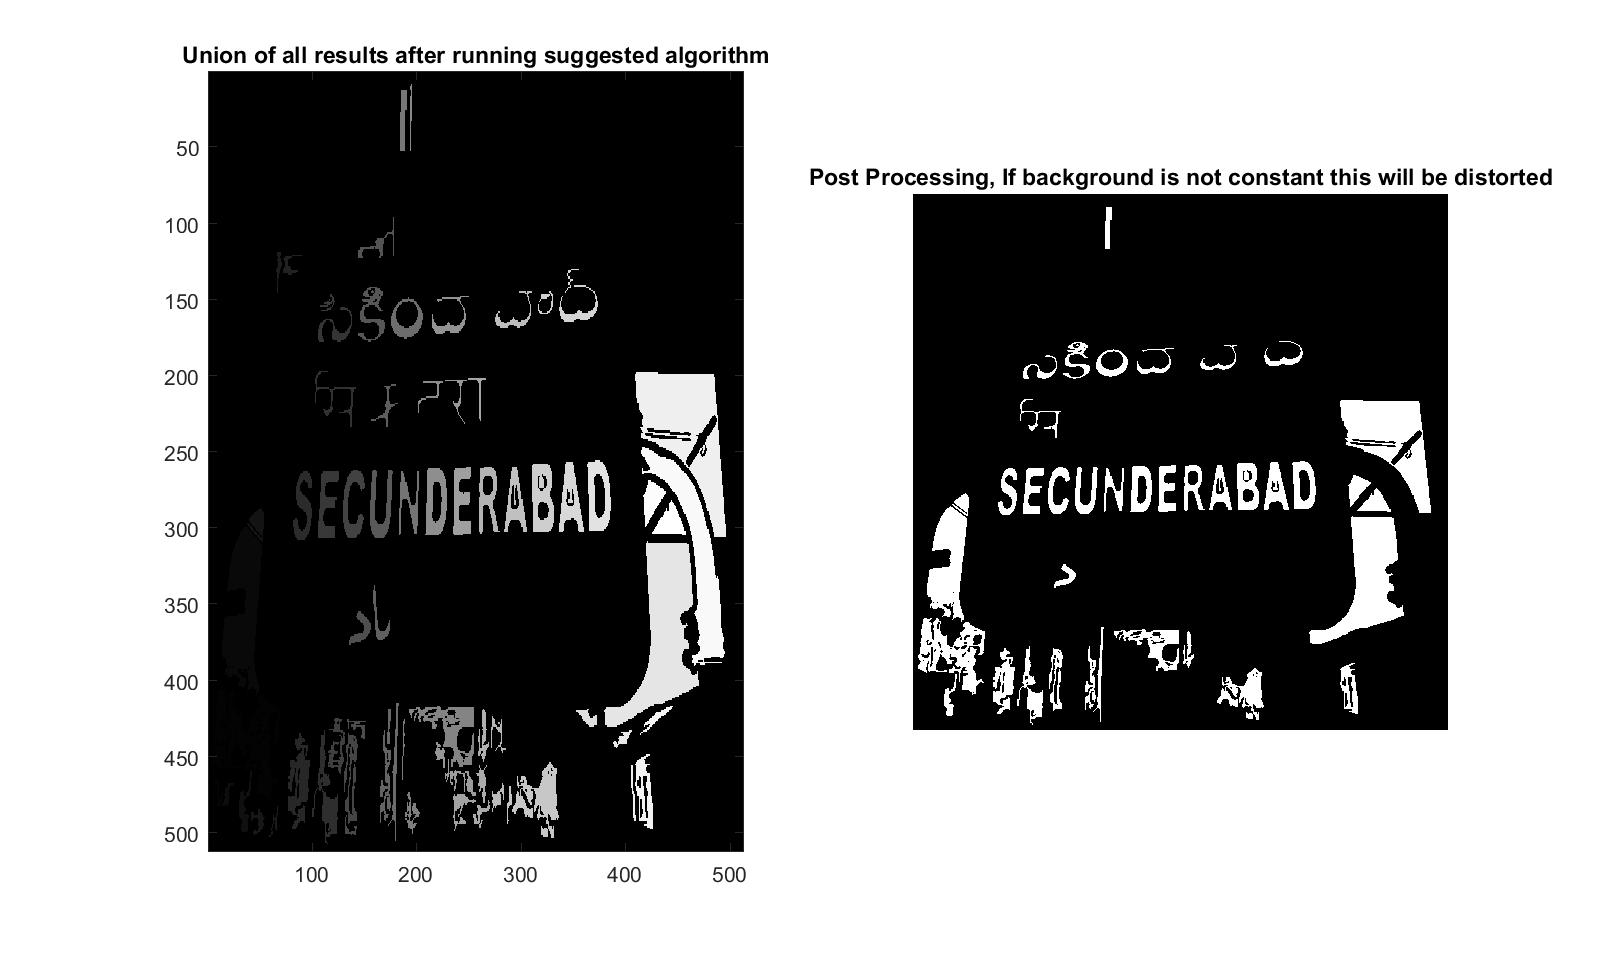 Union of all results after running suggested algorithm
50
100
150
200
250
300
350
400
450
500
100 200 300 400 500
SECUNDERABAD
Post Processing, If background is not constant this will be distorted
SECUNDERABAD